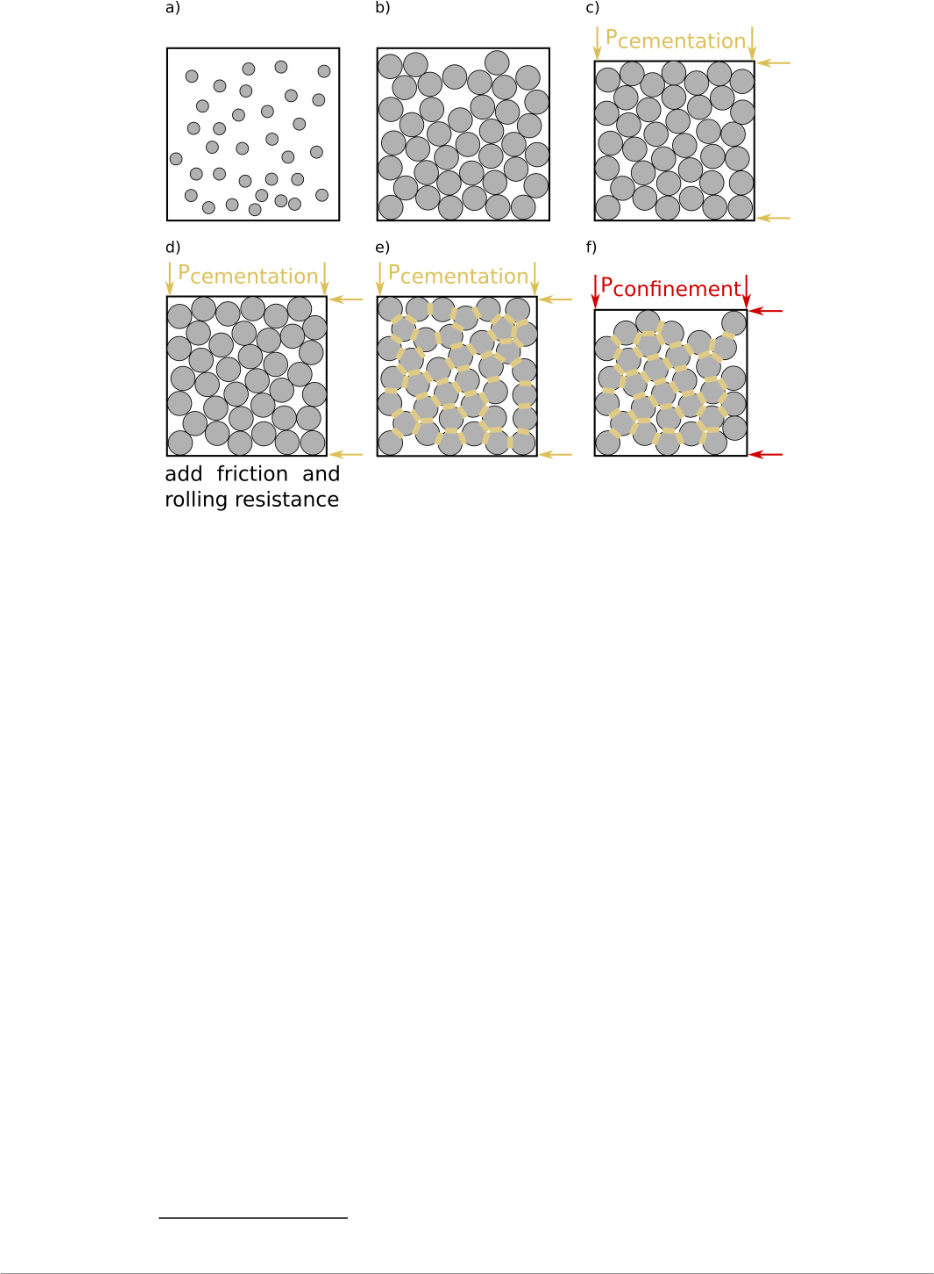 a)
b)
c)
Pcementation
d)
Pcementation
e)
Pcementation
f)
Pconfinement
add friction and
rolling resistance